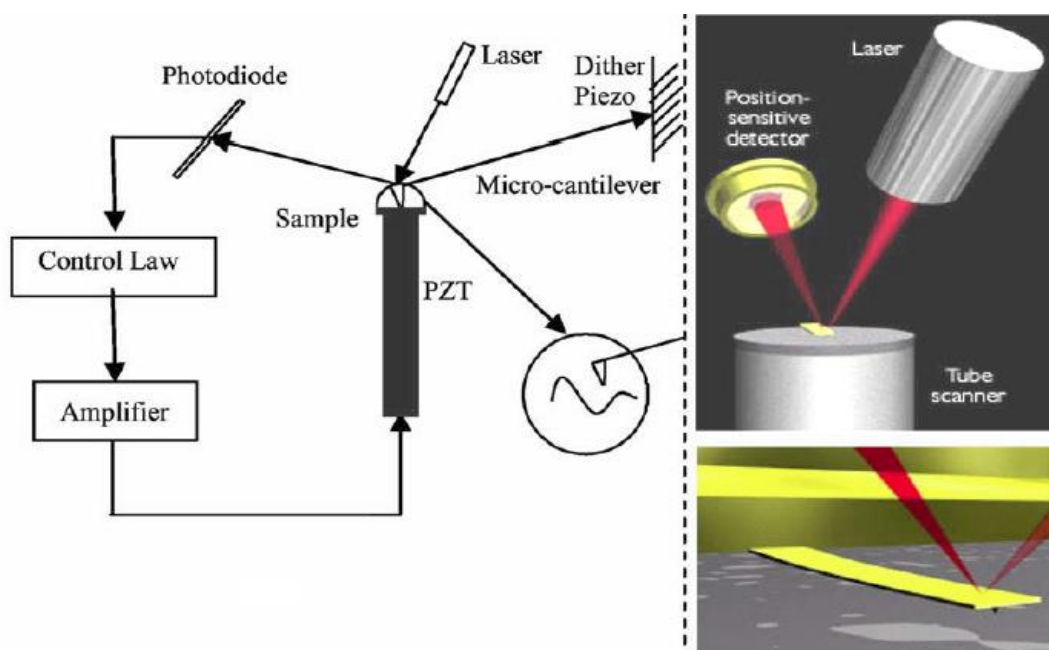 Laser
Photodiode
Dither
Piezo
Micro-cantilever
Sample
Control Law
PZT
Amplifier
Laser
Position-
sensitive
detector
Tube
scanner